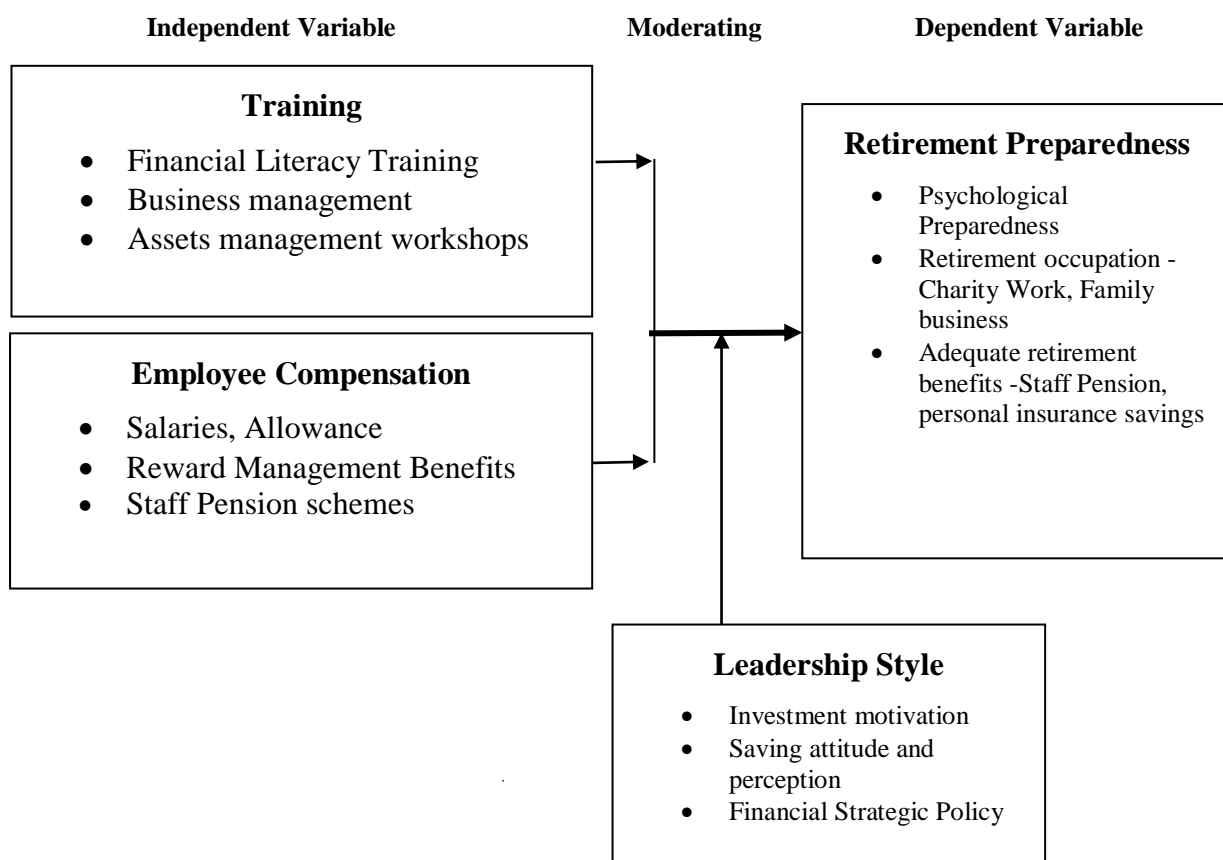 Independent Variable
Moderating
Dependent Variable
Training
• Financial Literacy Training
• Business management
• Assets management workshops
Employee Compensation
• Salaries, Allowance
• Reward Management Benefits
• Staff Pension schemes
Retirement Preparedness
• Psychological
Preparedness
• Retirement occupation -
Charity Work, Family
business
• Adequate retirement
benefits -Staff Pension,
personal insurance savings
Leadership Style
• Investment motivation
• Saving attitude and
perception
• Financial Strategic Policy